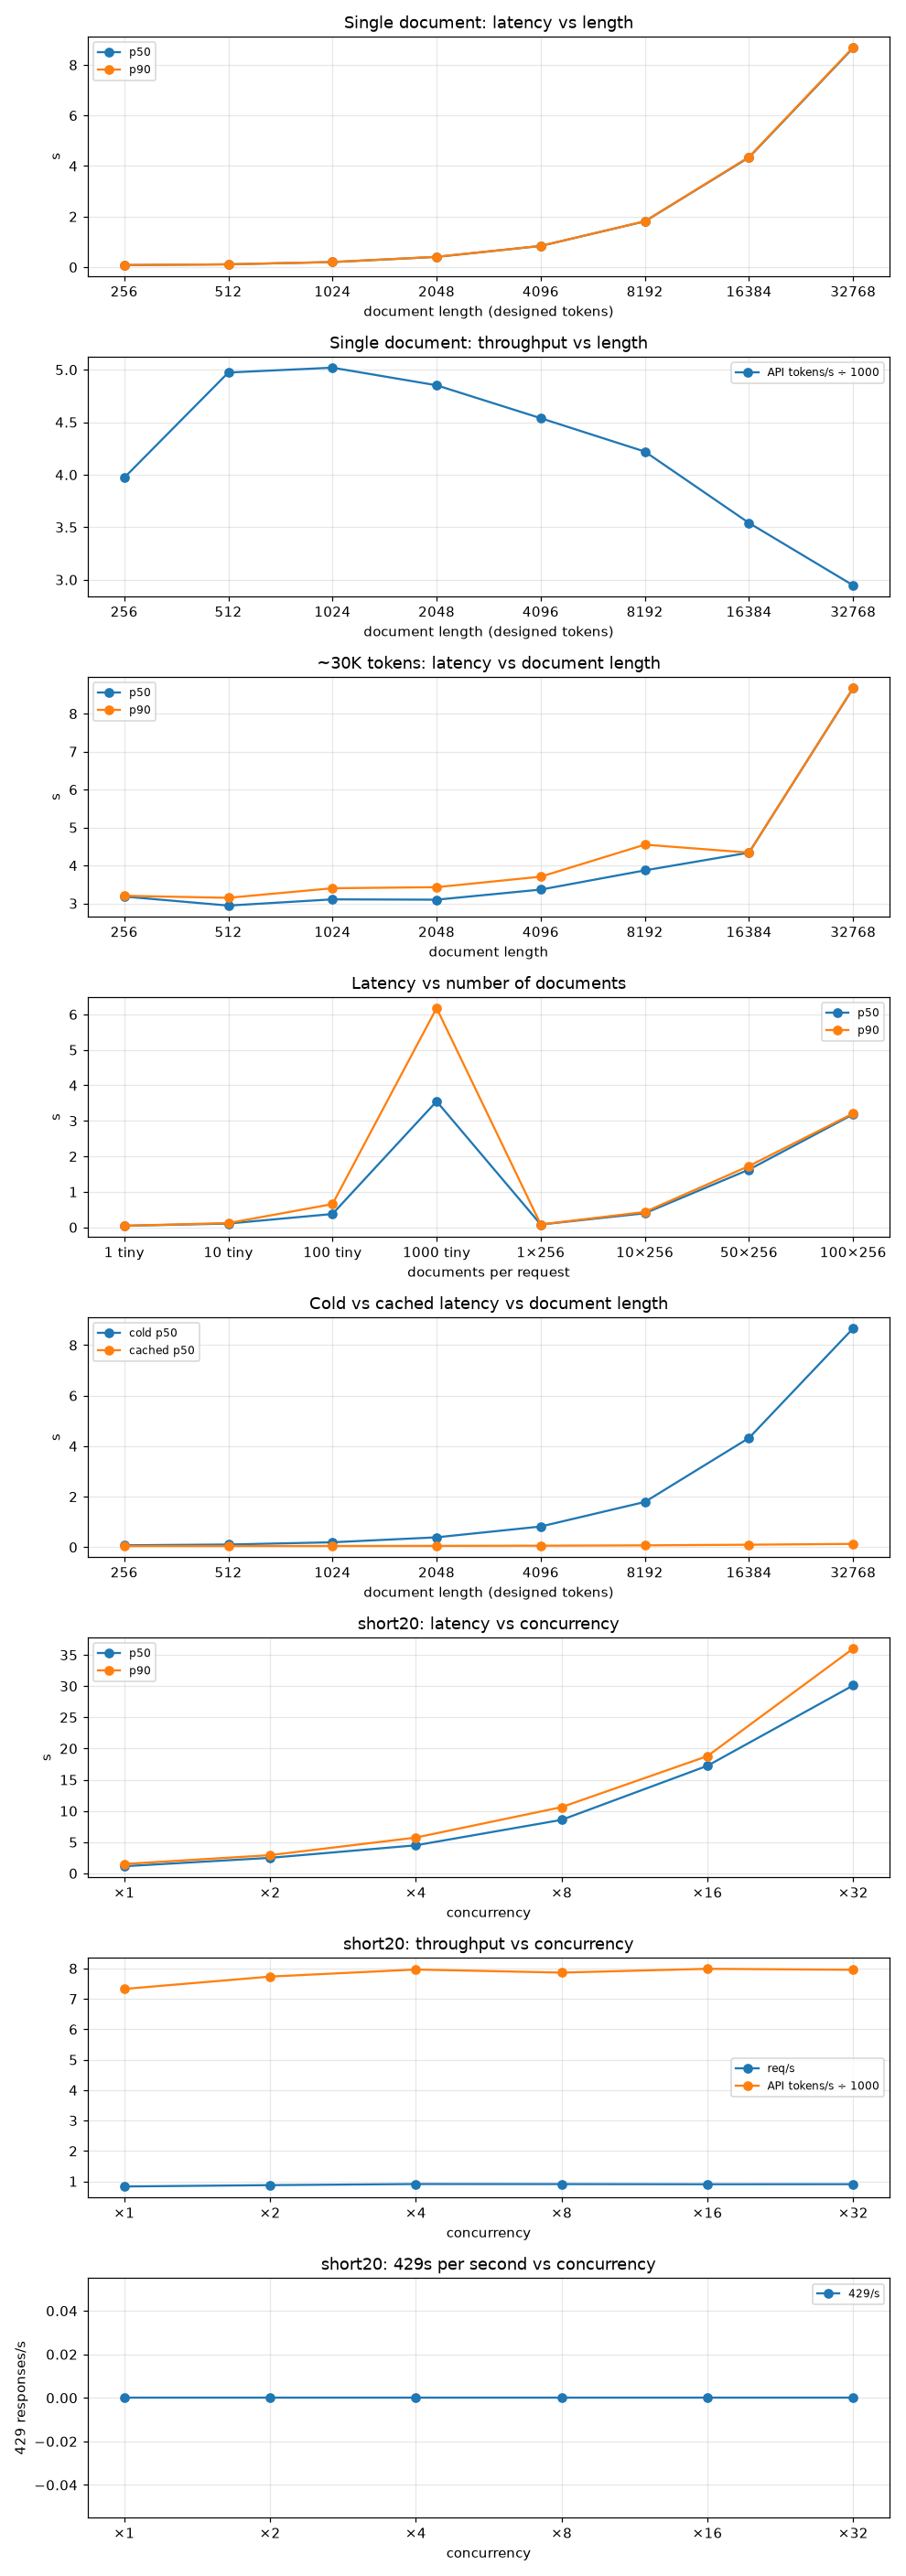 Single document: latency vs length
p50
p90
8
6
4
2
0
s
256 512 1024 2048 4096 8192 16384 32768
document length (designed tokens)
Single document: throughput vs length
API tokens/s ÷ 1000
5.0
4.5
4.0
3.5
3.0
256 512 1024 2048 4096 8192 16384 32768
document length (designed tokens)
~30K tokens: latency vs document length
p50
p90
8
7
6
5
4
3
s
256 512 1024 2048 4096 8192 16384 32768
document length
Latency vs number of documents
p50
p90
6
5
4
3
2
1
0
s
1 tiny 10 tiny 100 tiny 1000 tiny 1×256 10×256 50×256 100×256
documents per request
Cold vs cached latency vs document length
cold p50
cached p50
8
6
4
2
0
s
256 512 1024 2048 4096 8192 16384 32768
document length (designed tokens)
short20: latency vs concurrency
p50
p90
35
30
25
20
15
10
5
0
s
×1 ×2 ×4 ×8 ×16 ×32
concurrency
short20: throughput vs concurrency
8
7
6
5
4
3
2
1
req/s
API tokens/s ÷ 1000
×1 ×2 ×4 ×8 ×16 ×32
concurrency
short20: 429s per second vs concurrency
429/s
0.04
0.02
0.00
−0.02
−0.04
429 responses/s
×1 ×2 ×4 ×8 ×16 ×32
concurrency